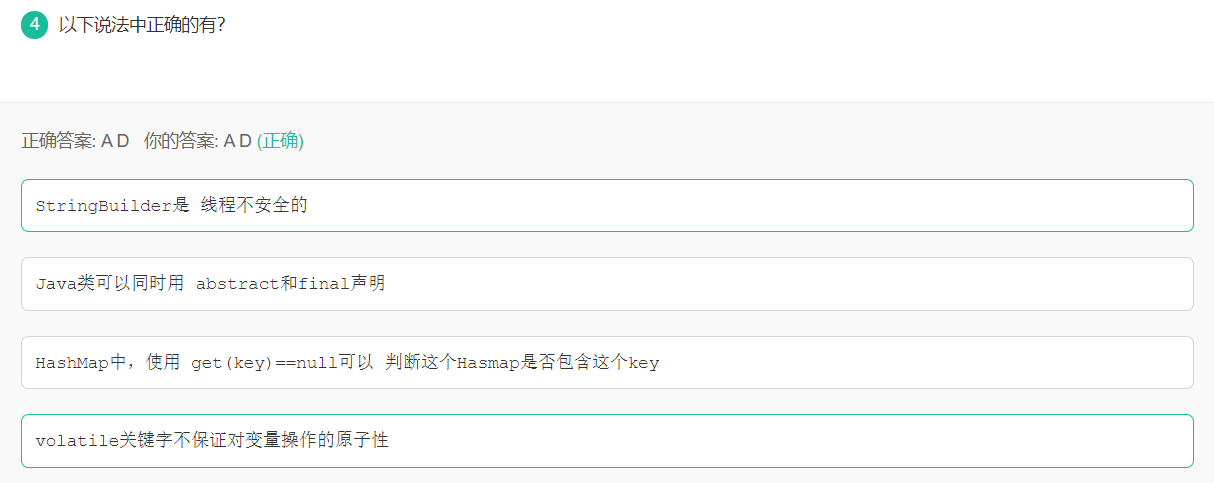 4 以下说法中正确的有?
正确答案: A D 你的答案: A D (正确)
StringBuilder是 线程不安全的
Java类可以同时用 abstract和final声明
HashMap中，使用 get(key)==null可以 判断这个Hasmap是否包含这个key
volatile关键字不保证对变量操作的原子性